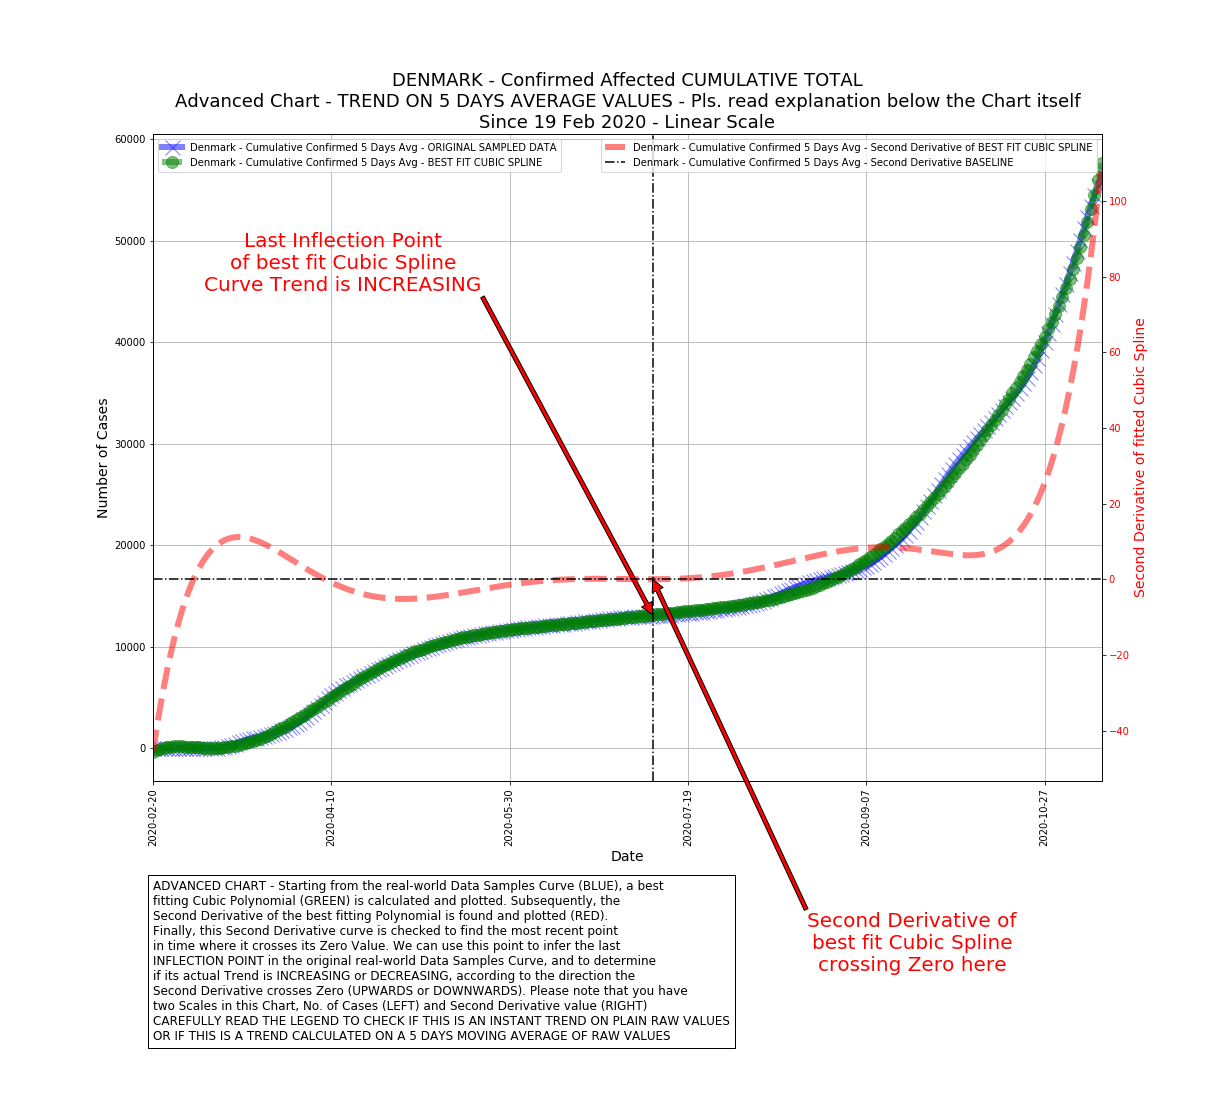 DENMARK - Confirmed Affected CUMULATIVE TOTAL
Advanced Chart - TREND ON 5 DAYS AVERAGE VALUES - Pls. read explanation below the Chart itself
Since 19 Feb 2020 - Linear Scale
Denmark - Cumulative Confirmed 5 Days Avg - ORIGINAL SAMPLED DATA
Denmark - Cumulative Confirmed 5 Days Avg - BEST FIT CUBIC SPLINE
Denmark - Cumulative Confirmed 5 Days Avg - Second Derivative of BEST FIT CUBIC SPLINE
Denmark - Cumulative Confirmed 5 Days Avg - Second Derivative BASELINE
Last Inflection Point
of best fit Cubic Spline
Curve Trend is INCREASING
Number of Cases
60000
50000
40000
30000
20000
10000
0
100
80
60
40
20
0
−20
−40
Second Derivative of fitted Cubic Spline
2020-02-20
2020-04-10
2020-05-30
2020-07-19
2020-09-07
2020-10-27
Date
Second Derivative of
best fit Cubic Spline
crossing Zero here
ADVANCED CHART - Starting from the real-world Data Samples Curve (BLUE), a best
fitting Cubic Polynomial (GREEN) is calculated and plotted. Subsequently, the
Second Derivative of the best fitting Polynomial is found and plotted (RED).
Finally, this Second Derivative curve is checked to find the most recent point
in time where it crosses its Zero Value. We can use this point to infer the last
INFLECTION POINT in the original real-world Data Samples Curve, and to determine
if its actual Trend is INCREASING or DECREASING, according to the direction the
Second Derivative crosses Zero (UPWARDS or DOWNWARDS). Please note that you have
two Scales in this Chart, No. of Cases (LEFT) and Second Derivative value (RIGHT)
CAREFULLY READ THE LEGEND TO CHECK IF THIS IS AN INSTANT TREND ON PLAIN RAW VALUES
OR IF THIS IS A TREND CALCULATED ON A 5 DAYS MOVING AVERAGE OF RAW VALUES